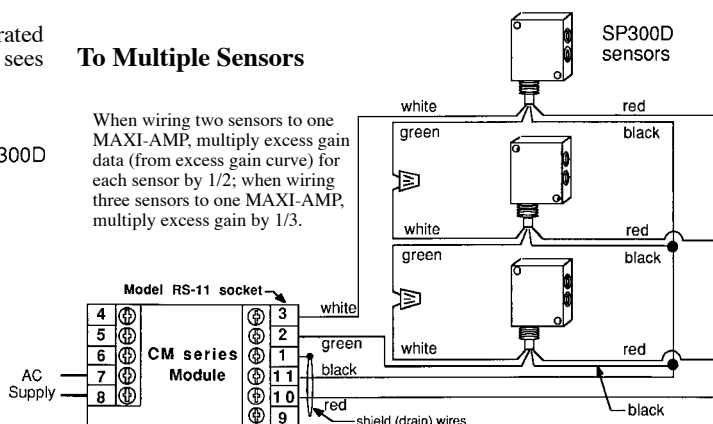 rated
sees
300D
To Multiple Sensors
When wiring two sensors to one
MAXI-AMP, multiply excess gain
data (from excess gain curve) for
each sensor by 1/2; when wiring
three sensors to one MAXI-AMP,
multiply excess gain by 1/3.
SP300D
sensors
white
red
green
black
white
red
green
black
white
red
black
Model RS-11 socket
4
5
6
7
8
CM series
Module
3
2
1
11
10
9
white
green
black
red
shield (drain) wires
AC
Supply